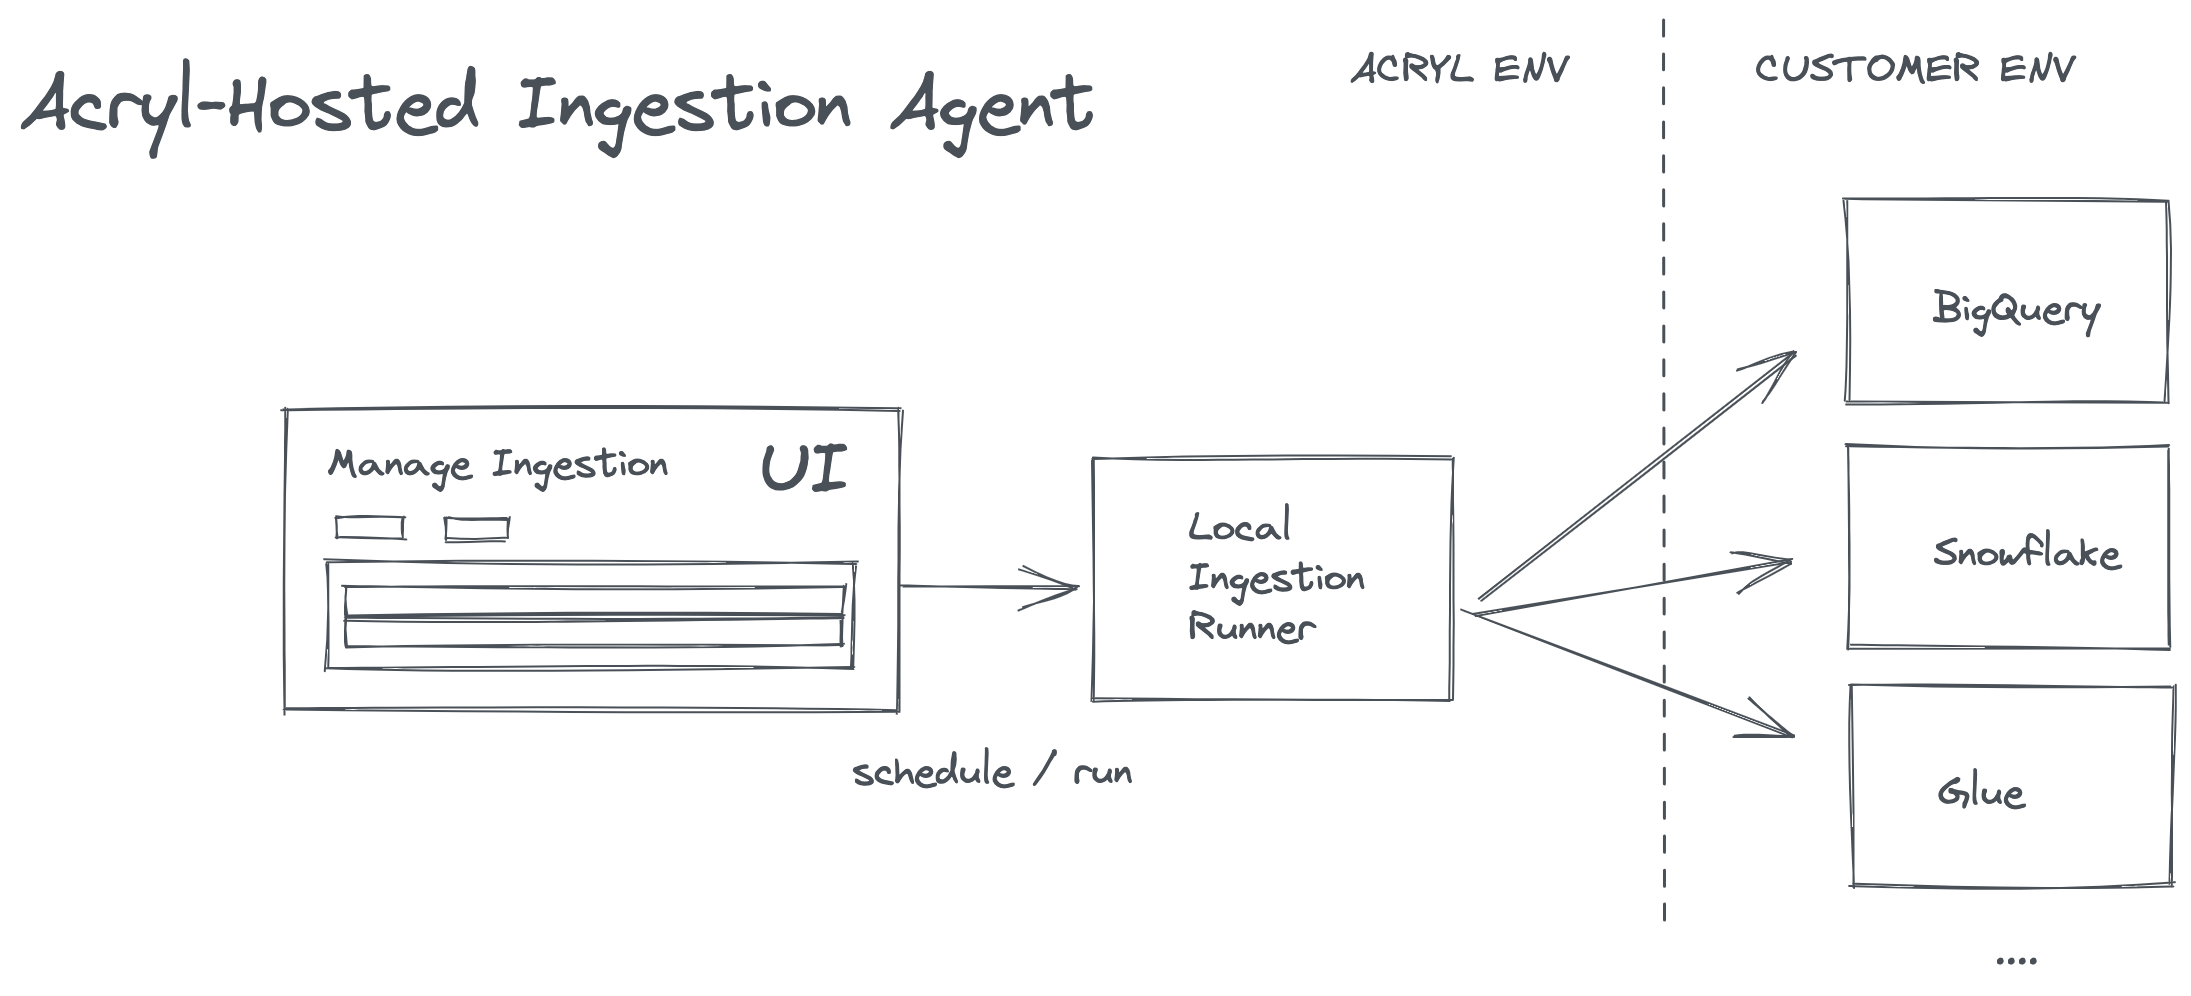 Acryl-Hosted Ingestion Agent
ACRYL ENV
CUSTOMER ENV
Manage Ingestion
UI
schedule / run
Local
Ingestion
Runner
BigQuery
Snowflake
Glue
....